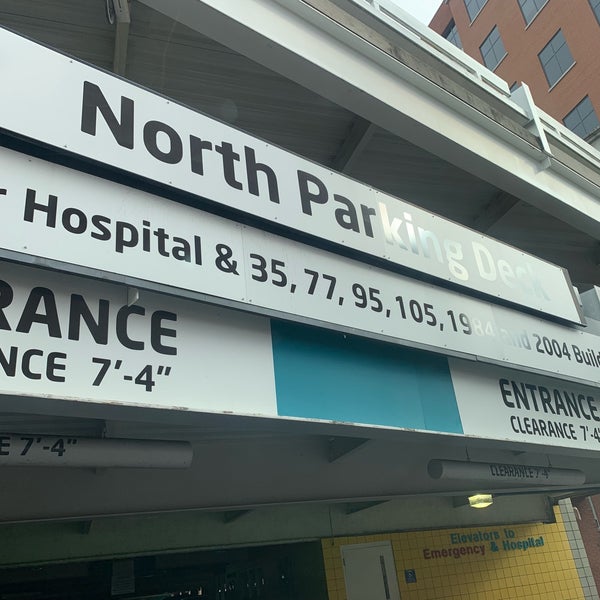 North Parking Deck
r Hospital & 35, 77, 95, 105, 1984 and 2004 Build
RANCE
NCE 7'-4"
ENTRANCE
CLEARANCE 7'-4
NCE 7'-4"
CLEARANCE 7'-4"
Elevators to
Emergency & Hospital